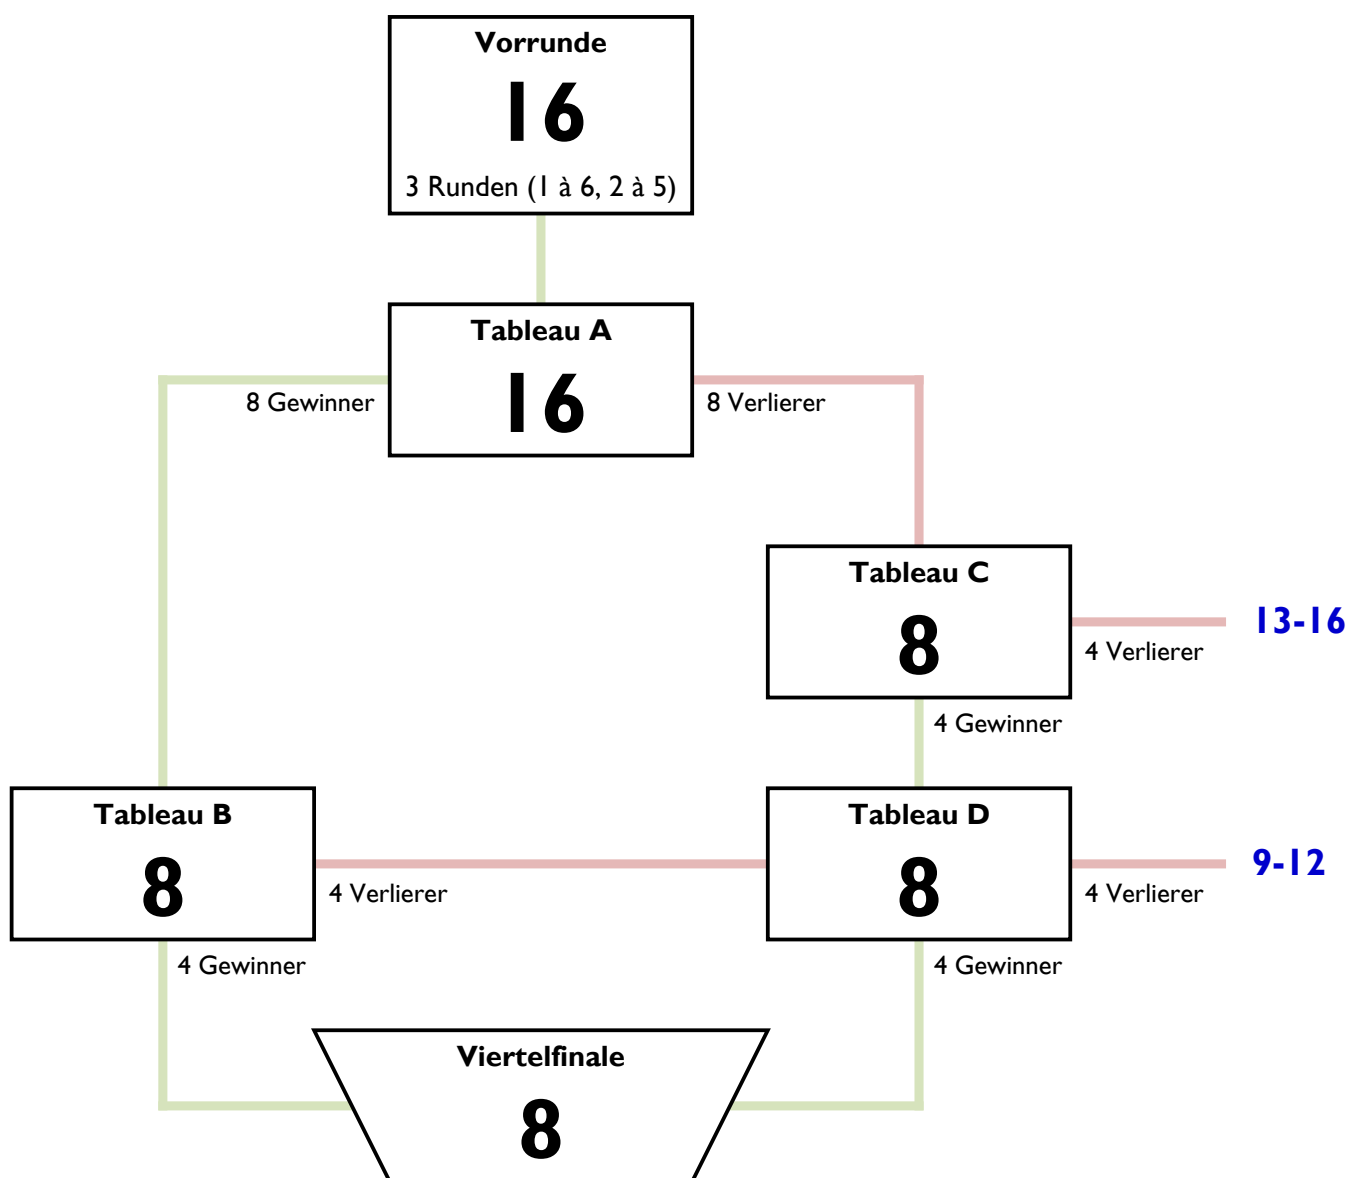 Vorrunde
16
3 Runden (1 à 6, 2 à 5)
Tableau A
16
8 Gewinner
8 Verlierer
Tableau C
8
13-16
4 Verlierer
4 Gewinner
Tableau B
8
4 Verlierer
Tableau D
8
9-12
4 Verlierer
4 Gewinner
4 Gewinner
Viertelfinale
8